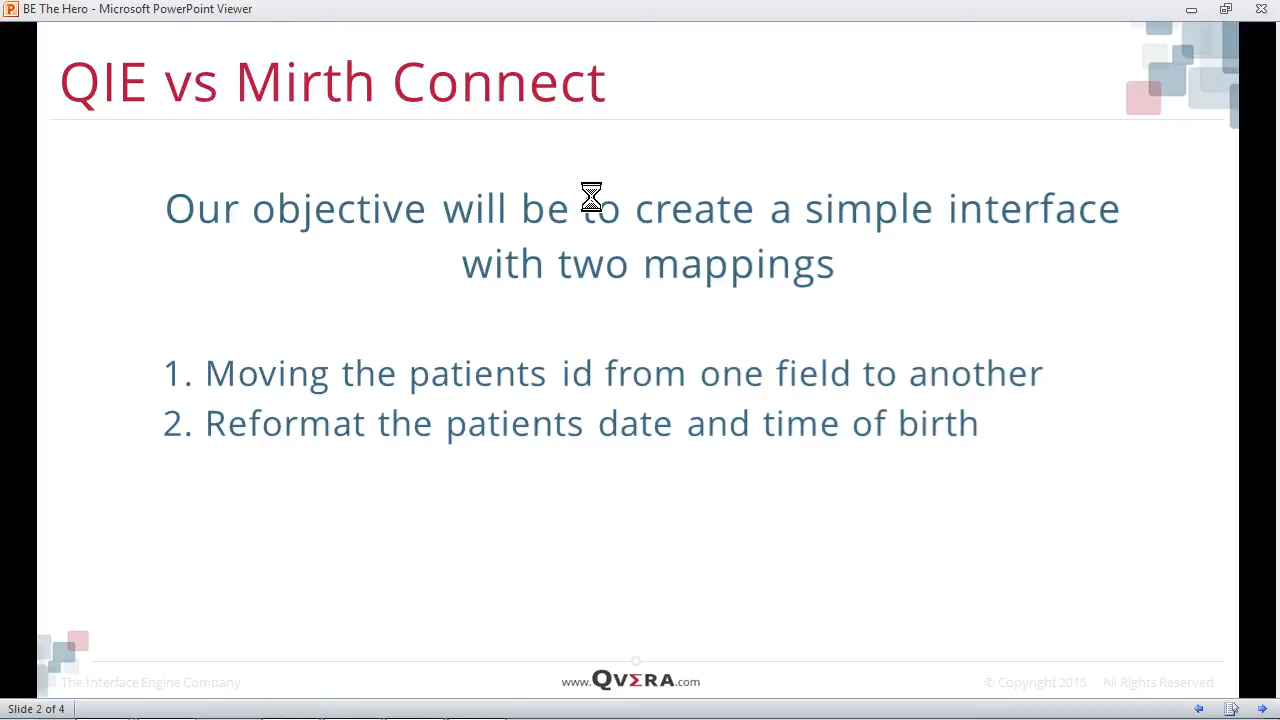 BE The Hero - Microsoft PowerPoint Viewer
QIE vs Mirth Connect
Our objective will be to create a simple interface
with two mappings
1. Moving the patients id from one field to another
2. Reformat the patients date and time of birth
The Interface Engine Company
www.QVERA.com
© Copyright 2015 All Rights Reserved
Slide 2 of 4